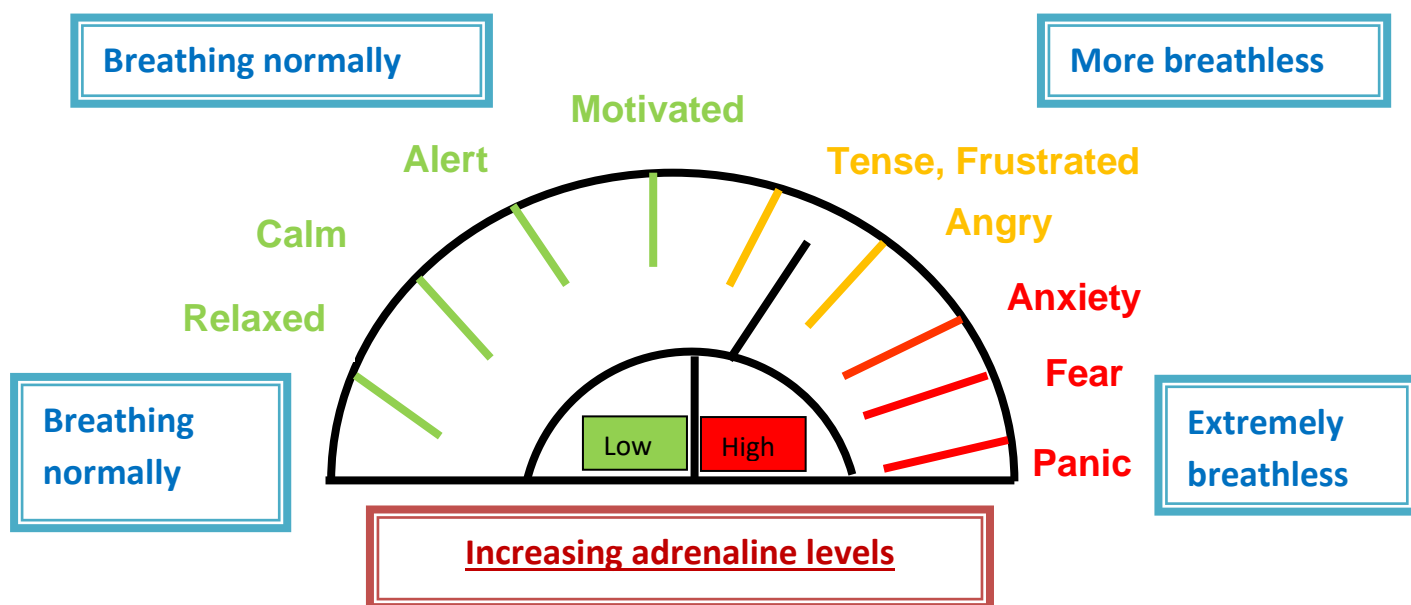 Breathing normally
More breathless
Motivated
Alert
Tense, Frustrated
Calm
Angry
Relaxed
Anxiety
Fear
Breathing
normally
Low
High
Panic
Extremely
breathless
Increasing adrenaline levels